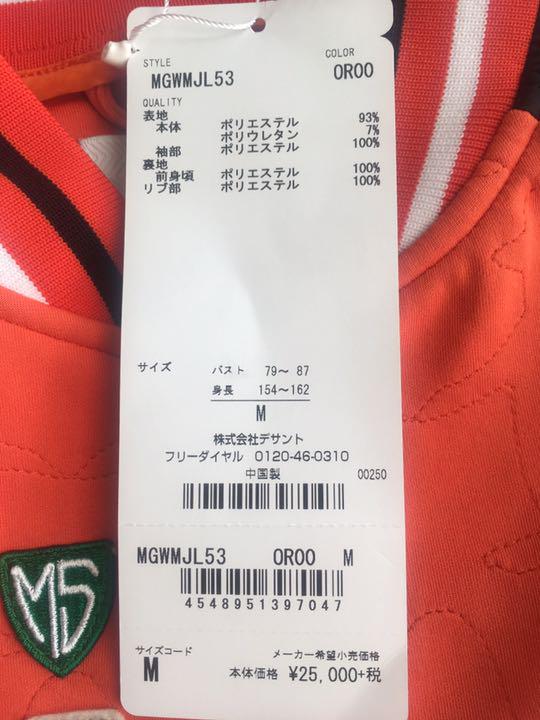 STYLE COLOR
MGWMJL53 OR00
QUALITY
表地
本体 ポリエステル 93%
ポリウレタン 7%
袖部 ポリエステル 100%
裏地
前身頃 ポリエステル 100%
リブ部 ポリエステル 100%
サイズ バスト 79〜 87
身長 154〜162
M
株式会社デサント
フリーダイヤル 0120-46-0310
中国製 00250
MGWMJL53 OR00 M
4548951397047
サイズコード メーカー希望小売価格
M 本体価格 ¥25,000+税
MS